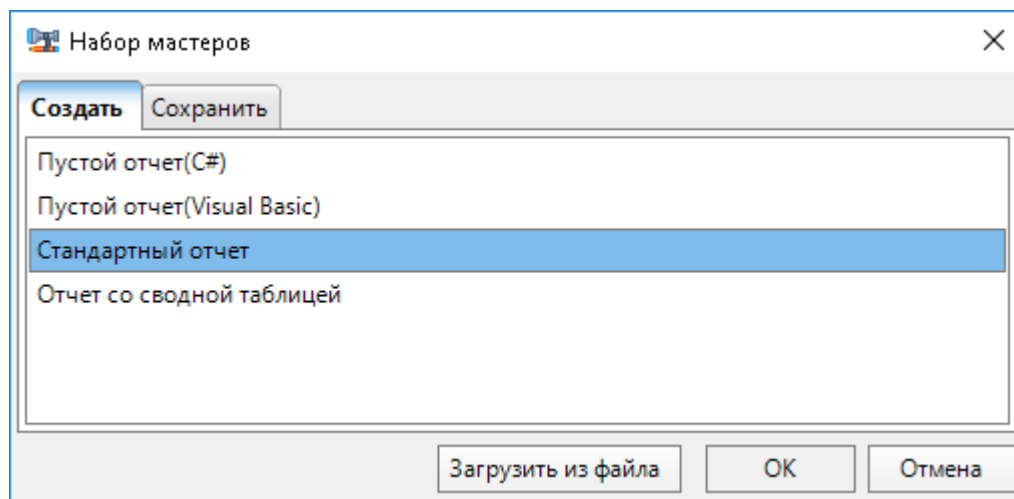 Набор мастеров
Создать Сохранить
Пустой отчет(C#)
Пустой отчет(Visual Basic)
Стандартный отчет
Отчет со сводной таблицей
Загрузить из файла OK Отмена